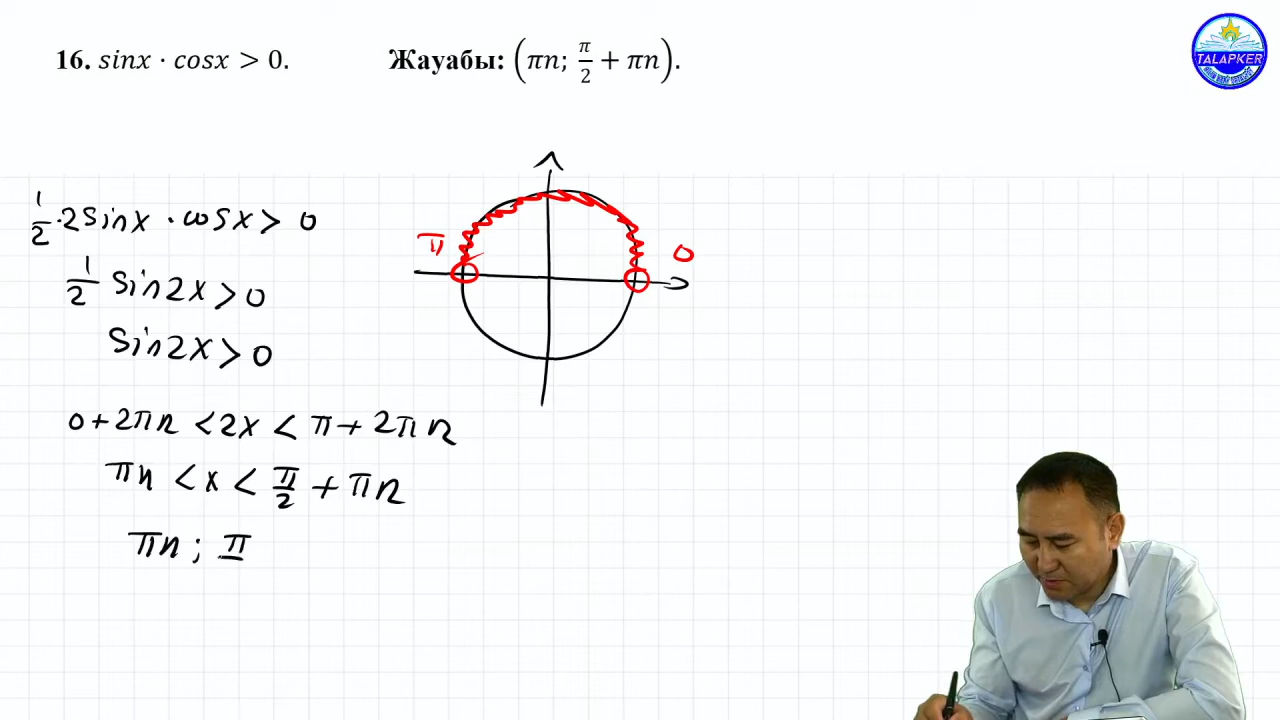 16. sinx · cosx > 0. Жауабы: (πn; π/2 + πn).
TALAPKER
1/2 · 2Sinx · cosx > 0
1/2 Sin2x > 0
Sin2x > 0
π
0
0 + 2πn < 2x < π + 2πn
πn < x < π/2 + πn
πn ; π